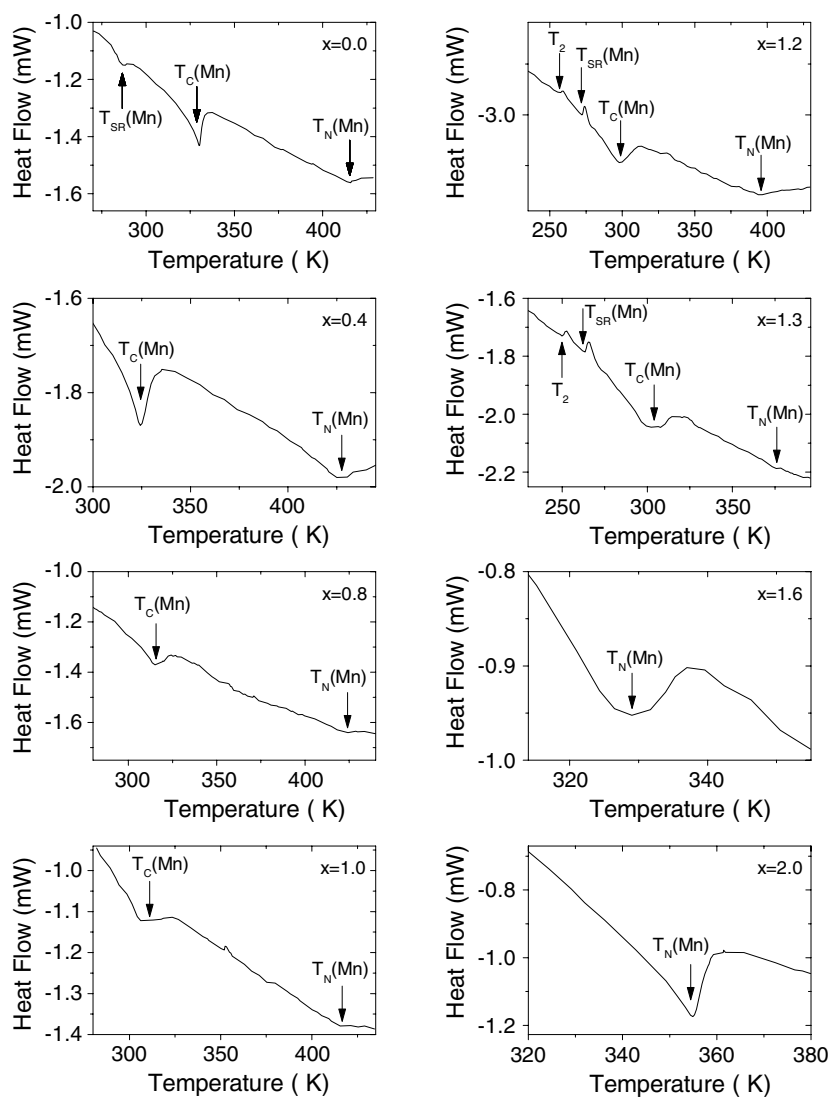 x=0.0
-1.0
-1.2
-1.4
-1.6
Heat Flow (mW)
T_SR(Mn)
T_C(Mn)
T_N(Mn)
300
350
400
Temperature ( K)
x=1.2
-3.0
Heat Flow (mW)
T_2
T_SR(Mn)
T_C(Mn)
T_N(Mn)
250
300
350
400
Temperature ( K)
x=0.4
-1.6
-1.8
-2.0
Heat Flow (mW)
T_C(Mn)
T_N(Mn)
300
350
400
Temperature ( K)
x=1.3
-1.6
-1.8
-2.0
-2.2
Heat Flow (mW)
T_SR(Mn)
T_2
T_C(Mn)
T_N(Mn)
250
300
350
Temperature ( K)
x=0.8
-1.0
-1.2
-1.4
-1.6
Heat Flow (mW)
T_C(Mn)
T_N(Mn)
300
350
400
Temperature ( K)
x=1.6
-0.8
-0.9
-1.0
Heat Flow (mW)
T_N(Mn)
320
340
Temperature ( K)
x=1.0
-1.0
-1.1
-1.2
-1.3
-1.4
Heat Flow (mW)
T_C(Mn)
T_N(Mn)
300
350
400
Temperature ( K)
x=2.0
-0.8
-1.0
-1.2
Heat Flow (mW)
T_N(Mn)
320
340
360
380
Temperature ( K)